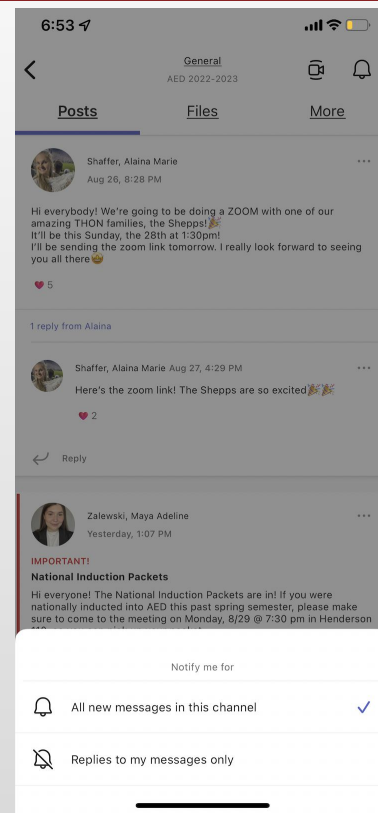 6:53
General
AED 2022-2023
Posts
Files
More
Shaffer, Alaina Marie
Aug 26, 8:28 PM
Hi everybody! We're going to be doing a ZOOM with one of our
amazing THON families, the Shepps!🎉
It'll be this Sunday, the 28th at 1:30pm!
I'll be sending the zoom link tomorrow. I really look forward to seeing
you all there🤩
5
1 reply from Alaina
Shaffer, Alaina Marie Aug 27, 4:29 PM
Here's the zoom link! The Shepps are so excited🎉🎉
2
Reply
Zalewski, Maya Adeline
Yesterday, 1:07 PM
IMPORTANT!
National Induction Packets
Hi everyone! The National Induction Packets are in! If you were
nationally inducted into AED this past spring semester, please make
sure to come to the meeting on Monday, 8/29 @ 7:30 pm in Henderson
Notify me for
All new messages in this channel
Replies to my messages only